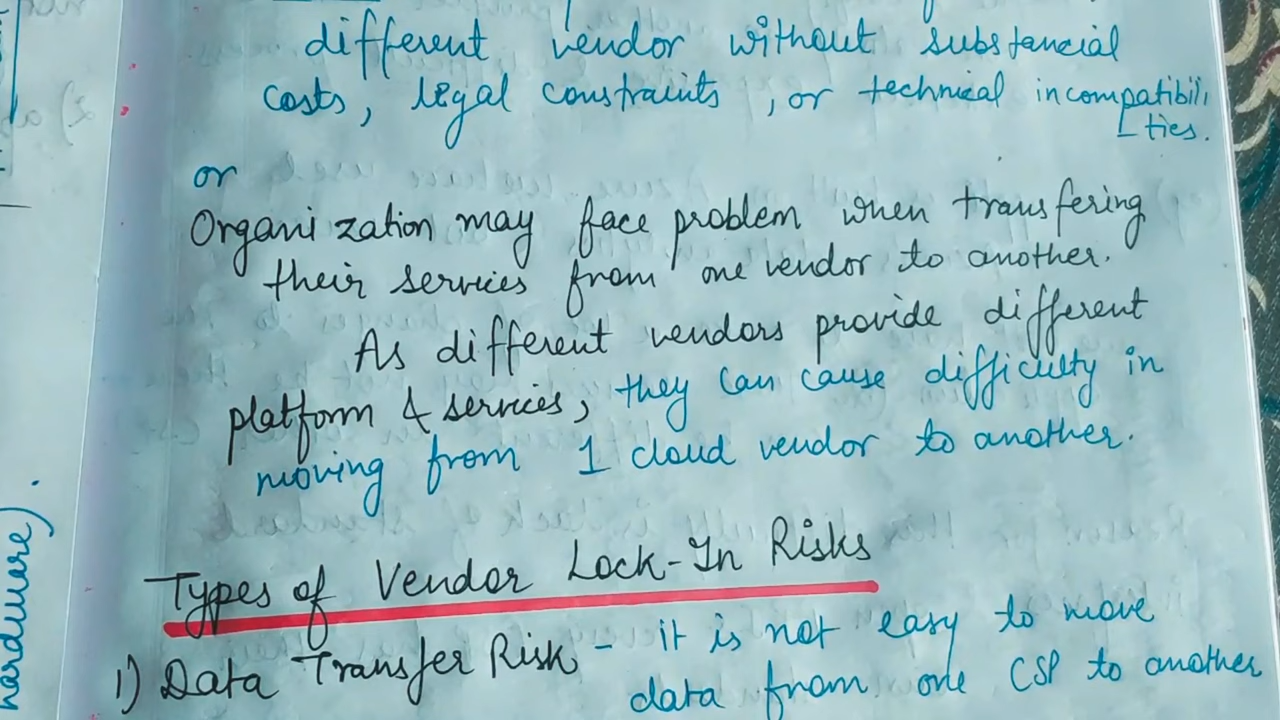 different vendor without substancial
costs, legal constraints, or technical incompatibili
ties.
or
Organization may face problem when transfering
their services from one vendor to another.
As different vendors provide different
platform & services, they can cause difficulty in
moving from 1 cloud vendor to another.
Types of Vendor Lock-In Risks
1) Data Transfer Risk - it is not easy to move
data from one CSP to another
hardware).